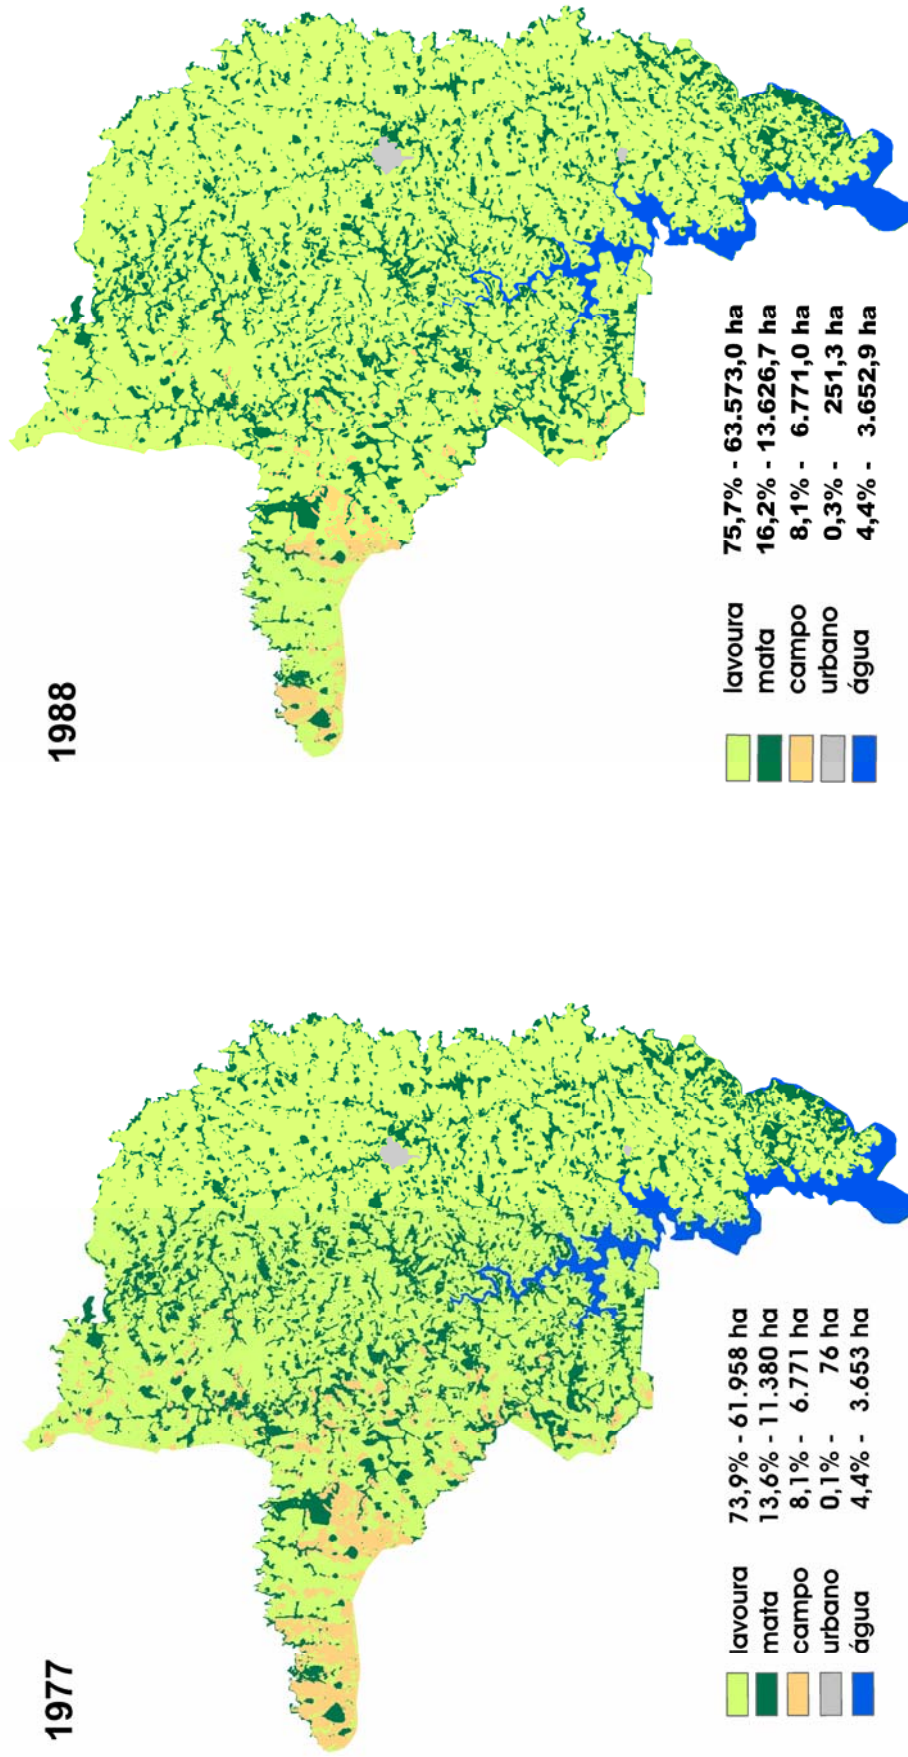 1977
lavoura 73,9% - 61.958 ha
mata 13,6% - 11.380 ha
campo 8,1% - 6.771 ha
urbano 0,1% - 76 ha
água 4,4% - 3.653 ha
1988
lavoura 75,7% - 63.573,0 ha
mata 16,2% - 13.626,7 ha
campo 8,1% - 6.771,0 ha
urbano 0,3% - 251,3 ha
água 4,4% - 3.652,9 ha